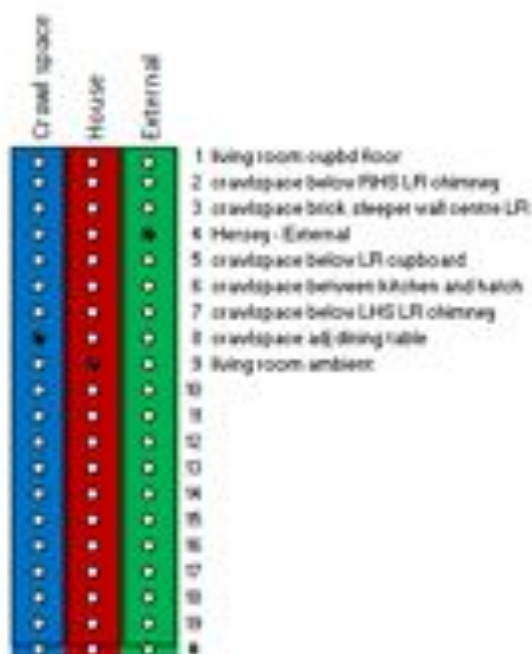 Crawl space
House
External
1 living room cupbd floor
2 crawlspace below RHS LR chimney
3 crawlspace brick sleeper wall centre LR
4 - External
5 crawlspace below LR cupboard
6 crawlspace between kitchen and hatch
7 crawlspace below LHS LR chimney
8 crawlspace adj dining table
9 living room ambient
10
11
12
13
14
15
16
17
18
19